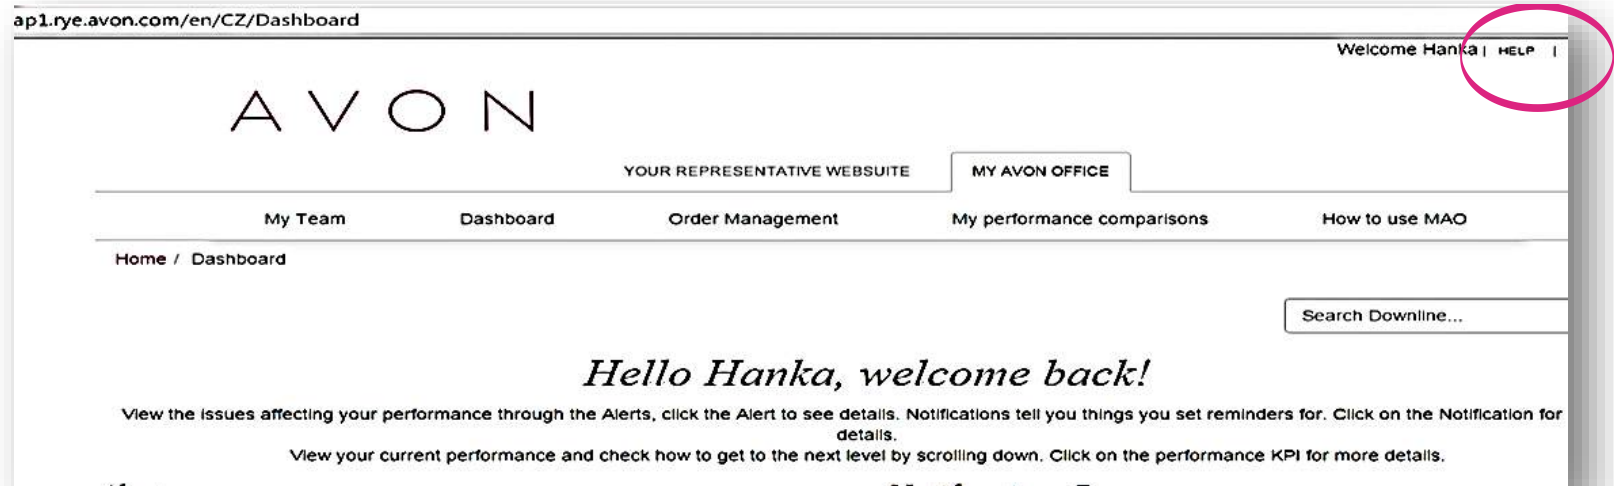 ap1.rye.avon.com/en/CZ/Dashboard
Welcome Hanka | HELP |
AVON
YOUR REPRESENTATIVE WEBSUITE MY AVON OFFICE
My Team Dashboard Order Management My performance comparisons How to use MAO
Home / Dashboard
Search Downline...
Hello Hanka, welcome back!
View the issues affecting your performance through the Alerts, click the Alert to see details. Notifications tell you things you set reminders for. Click on the Notification for
details.
View your current performance and check how to get to the next level by scrolling down. Click on the performance KPI for more details.